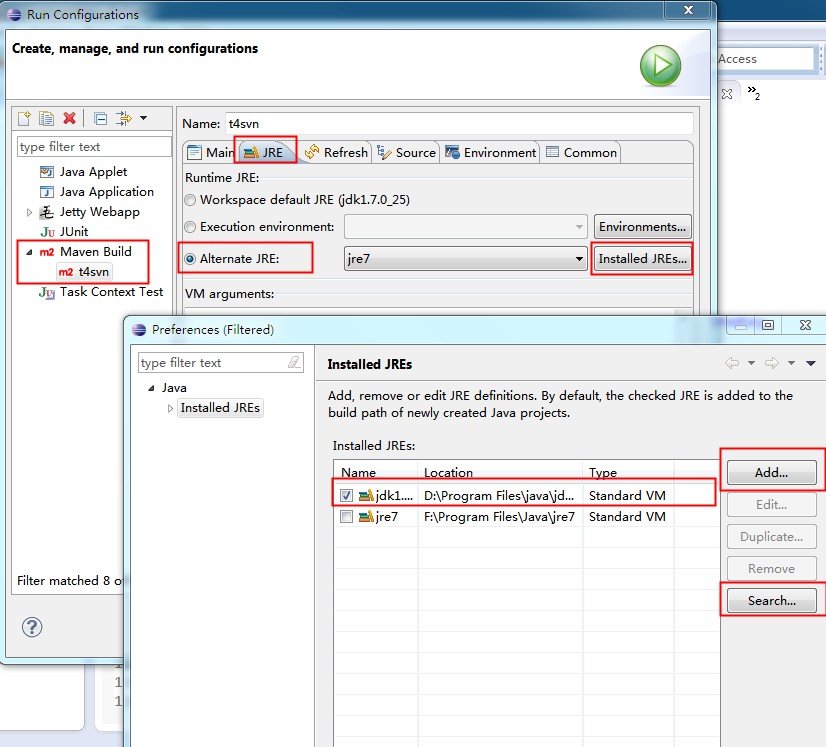 Run Configurations
Create, manage, and run configurations
Access
2
Name: t4svn
type filter text
Main JRE Refresh Source Environment Common
Runtime JRE:
Java Applet
Java Application
Jetty Webapp
JUnit
Maven Build
t4svn
Task Context Test
Workspace default JRE (jdk1.7.0_25)
Execution environment: Environments...
Alternate JRE: jre7 Installed JREs...
VM arguments:
Filter matched 8
Preferences (Filtered)
type filter text
Java
Installed JREs
Installed JREs
Add, remove or edit JRE definitions. By default, the checked JRE is added to the
build path of newly created Java projects.
Installed JREs:
Name Location Type
jdk1.... D:\Program Files\java\jd... Standard VM
jre7 F:\Program Files\Java\jre7 Standard VM
Add...
Edit...
Duplicate...
Remove
Search...